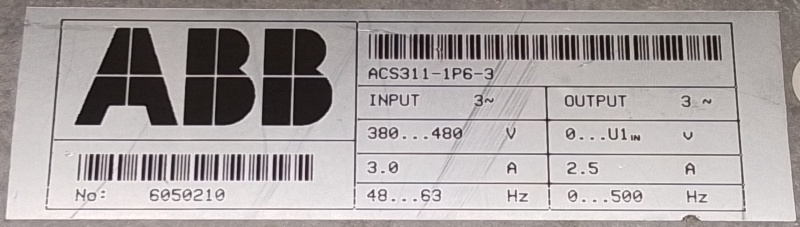 ABB
No: 6050210
ACS311-1P6-3
INPUT 3~ OUTPUT 3 ~
380...480 V 0...U1IN V
3.0 A 2.5 A
48...63 Hz 0...500 Hz